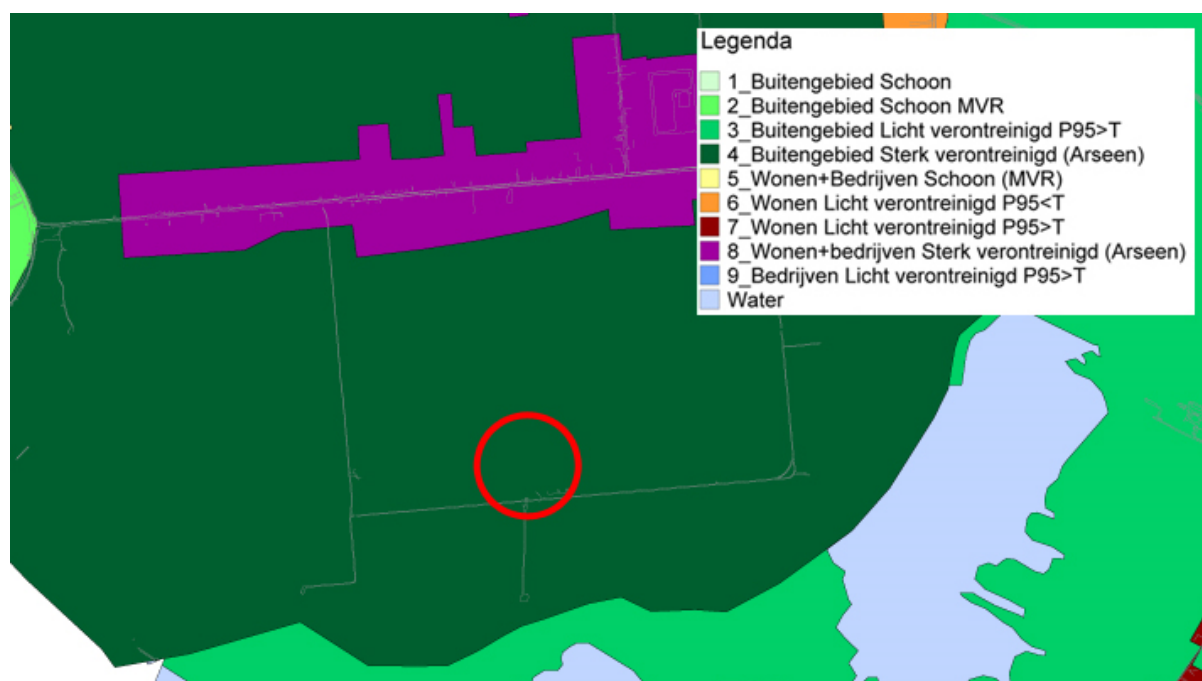 Legenda
1_Buitengebied Schoon
2_Buitengebied Schoon MVR
3_Buitengebied Licht verontreinigd P95>T
4_Buitengebied Sterk verontreinigd (Arseen)
5_Wonen+Bedrijven Schoon (MVR)
6_Wonen Licht verontreinigd P95<T
7_Wonen Licht verontreinigd P95>T
8_Wonen+bedrijven Sterk verontreinigd (Arseen)
9_Bedrijven Licht verontreinigd P95>T
Water